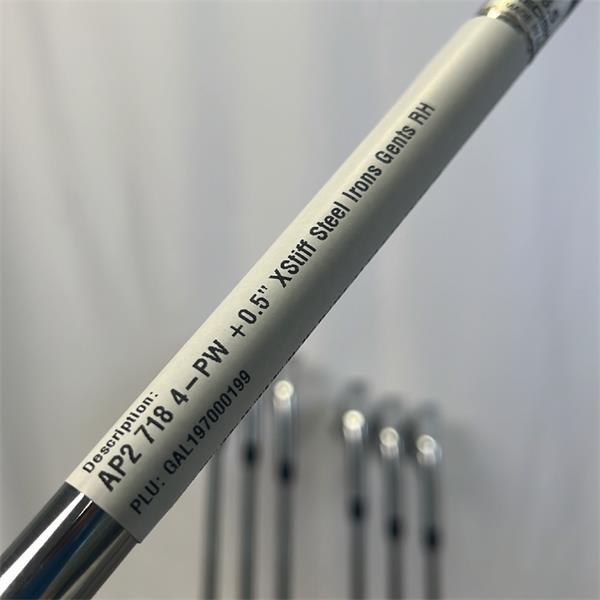 Description:
AP2 718 4-PW +0.5" XStiff Steel Irons Gents RH
PLU: GAL197000199